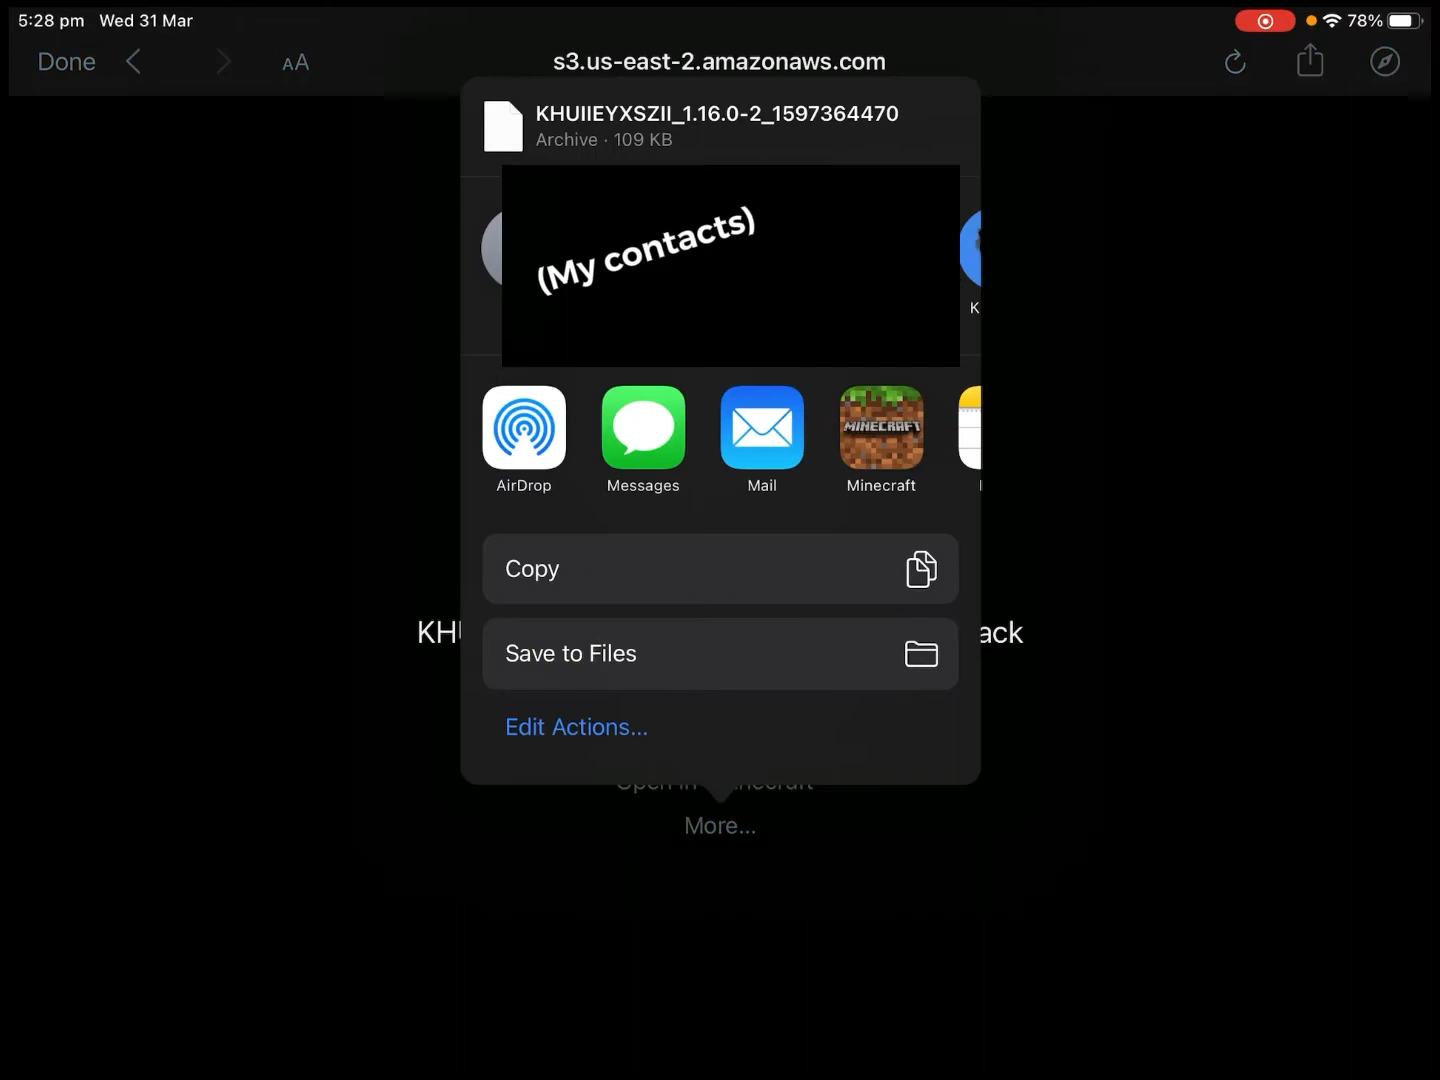 5:28 pm Wed 31 Mar
78%
Done
AA
s3.us-east-2.amazonaws.com
KHUIIEYXSZII_1.16.0-2_1597364470
Archive · 109 KB
(My contacts)
K
MINECRAFT
AirDrop
Messages
Mail
Minecraft
Copy
KH
ack
Save to Files
Edit Actions...
Open in
More...